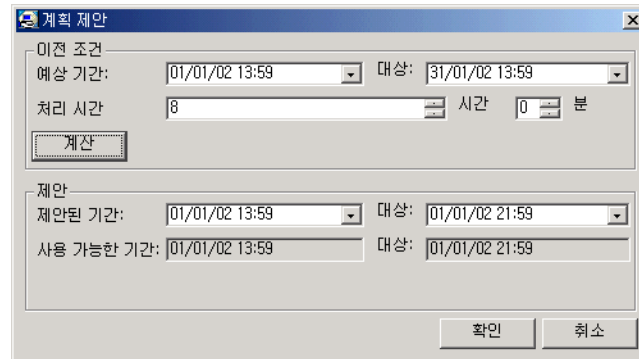 계획 제안
이전 조건
예상 기간: 01/01/02 13:59 대상: 31/01/02 13:59
처리 시간 8 시간 0 분
계산
제안
제안된 기간: 01/01/02 13:59 대상: 01/01/02 21:59
사용 가능한 기간: 01/01/02 13:59 대상: 01/01/02 21:59
확인 취소